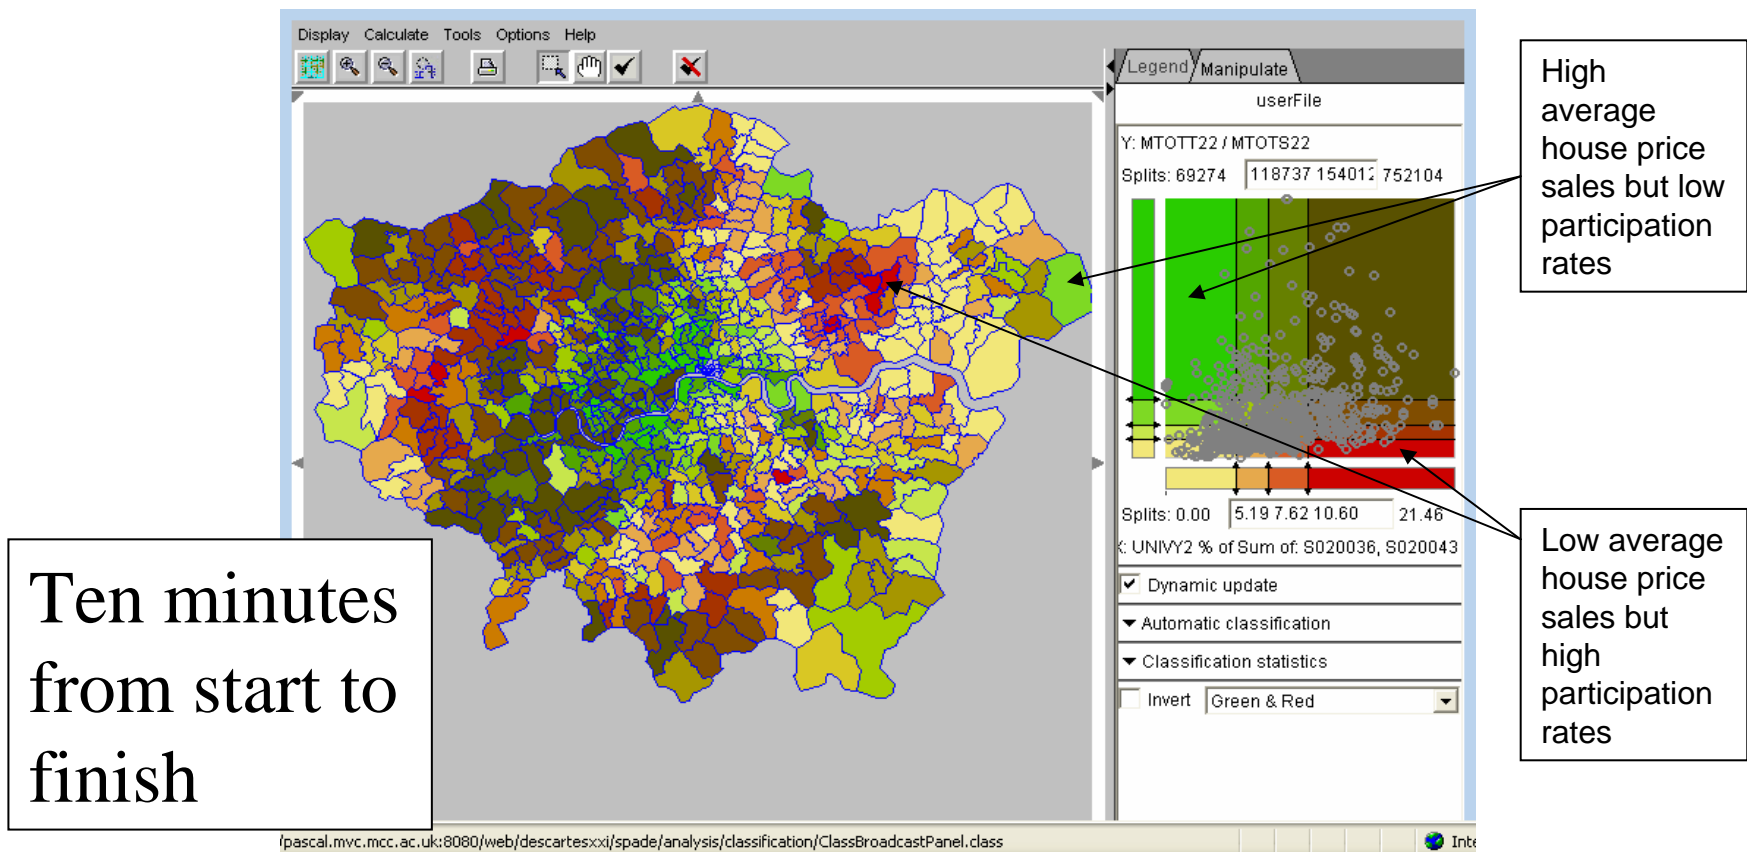 Display Calculate Tools Options Help
Legend Manipulate
userFile
Y: MTOTT22 / MTOTS22
Splits: 69274 118737 154012 752104
Splits: 0.00 5.19 7.62 10.60 21.46
: UNIVY2 % of Sum of: S020036, S020043
Dynamic update
Automatic classification
Classification statistics
Invert Green & Red
High
average
house price
sales but low
participation
rates
Low average
house price
sales but
high
participation
rates
Ten minutes
from start to
finish
/pascal.mvc.mcc.ac.uk:8080/web/descartesxxi/spade/analysis/classification/ClassBroadcastPanel.class
Inte